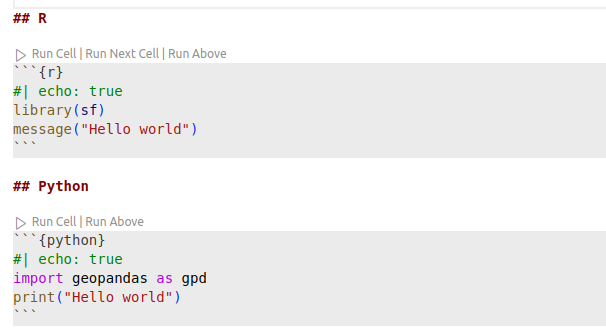 ## R
Run Cell | Run Next Cell | Run Above
```{r}
#| echo: true
library(sf)
message("Hello world")
```
## Python
Run Cell | Run Above
```{python}
#| echo: true
import geopandas as gpd
print("Hello world")
```